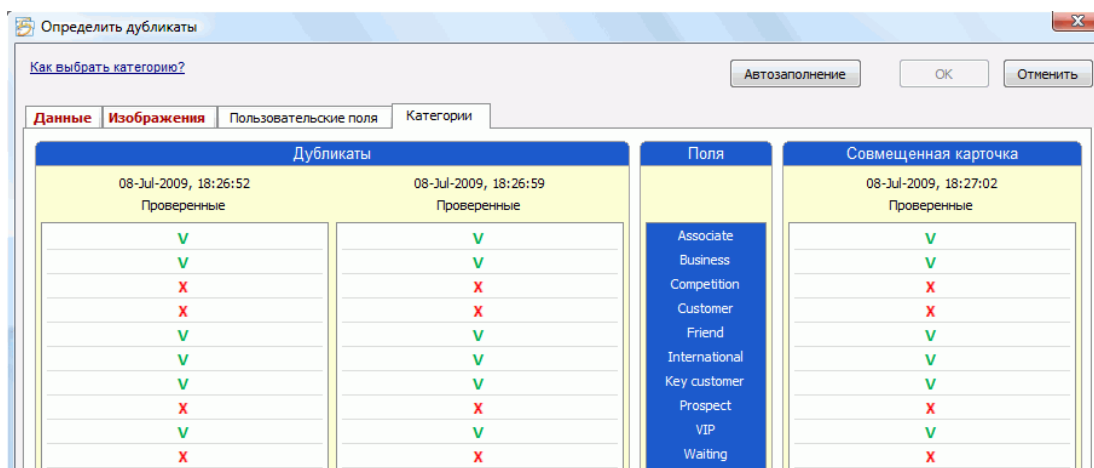 Определить дубликаты
X
Как выбрать категорию?
Автозаполнение OK Отменить
Данные Изображения Пользовательские поля Категории
Дубликаты Поля Совмещенная карточка
08-Jul-2009, 18:26:52 08-Jul-2009, 18:26:59 08-Jul-2009, 18:27:02
Проверенные Проверенные Проверенные
V V Associate V
V V Business V
X X Competition X
X X Customer X
V V Friend V
V V International V
V V Key customer V
X X Prospect X
V V VIP V
X X Waiting X